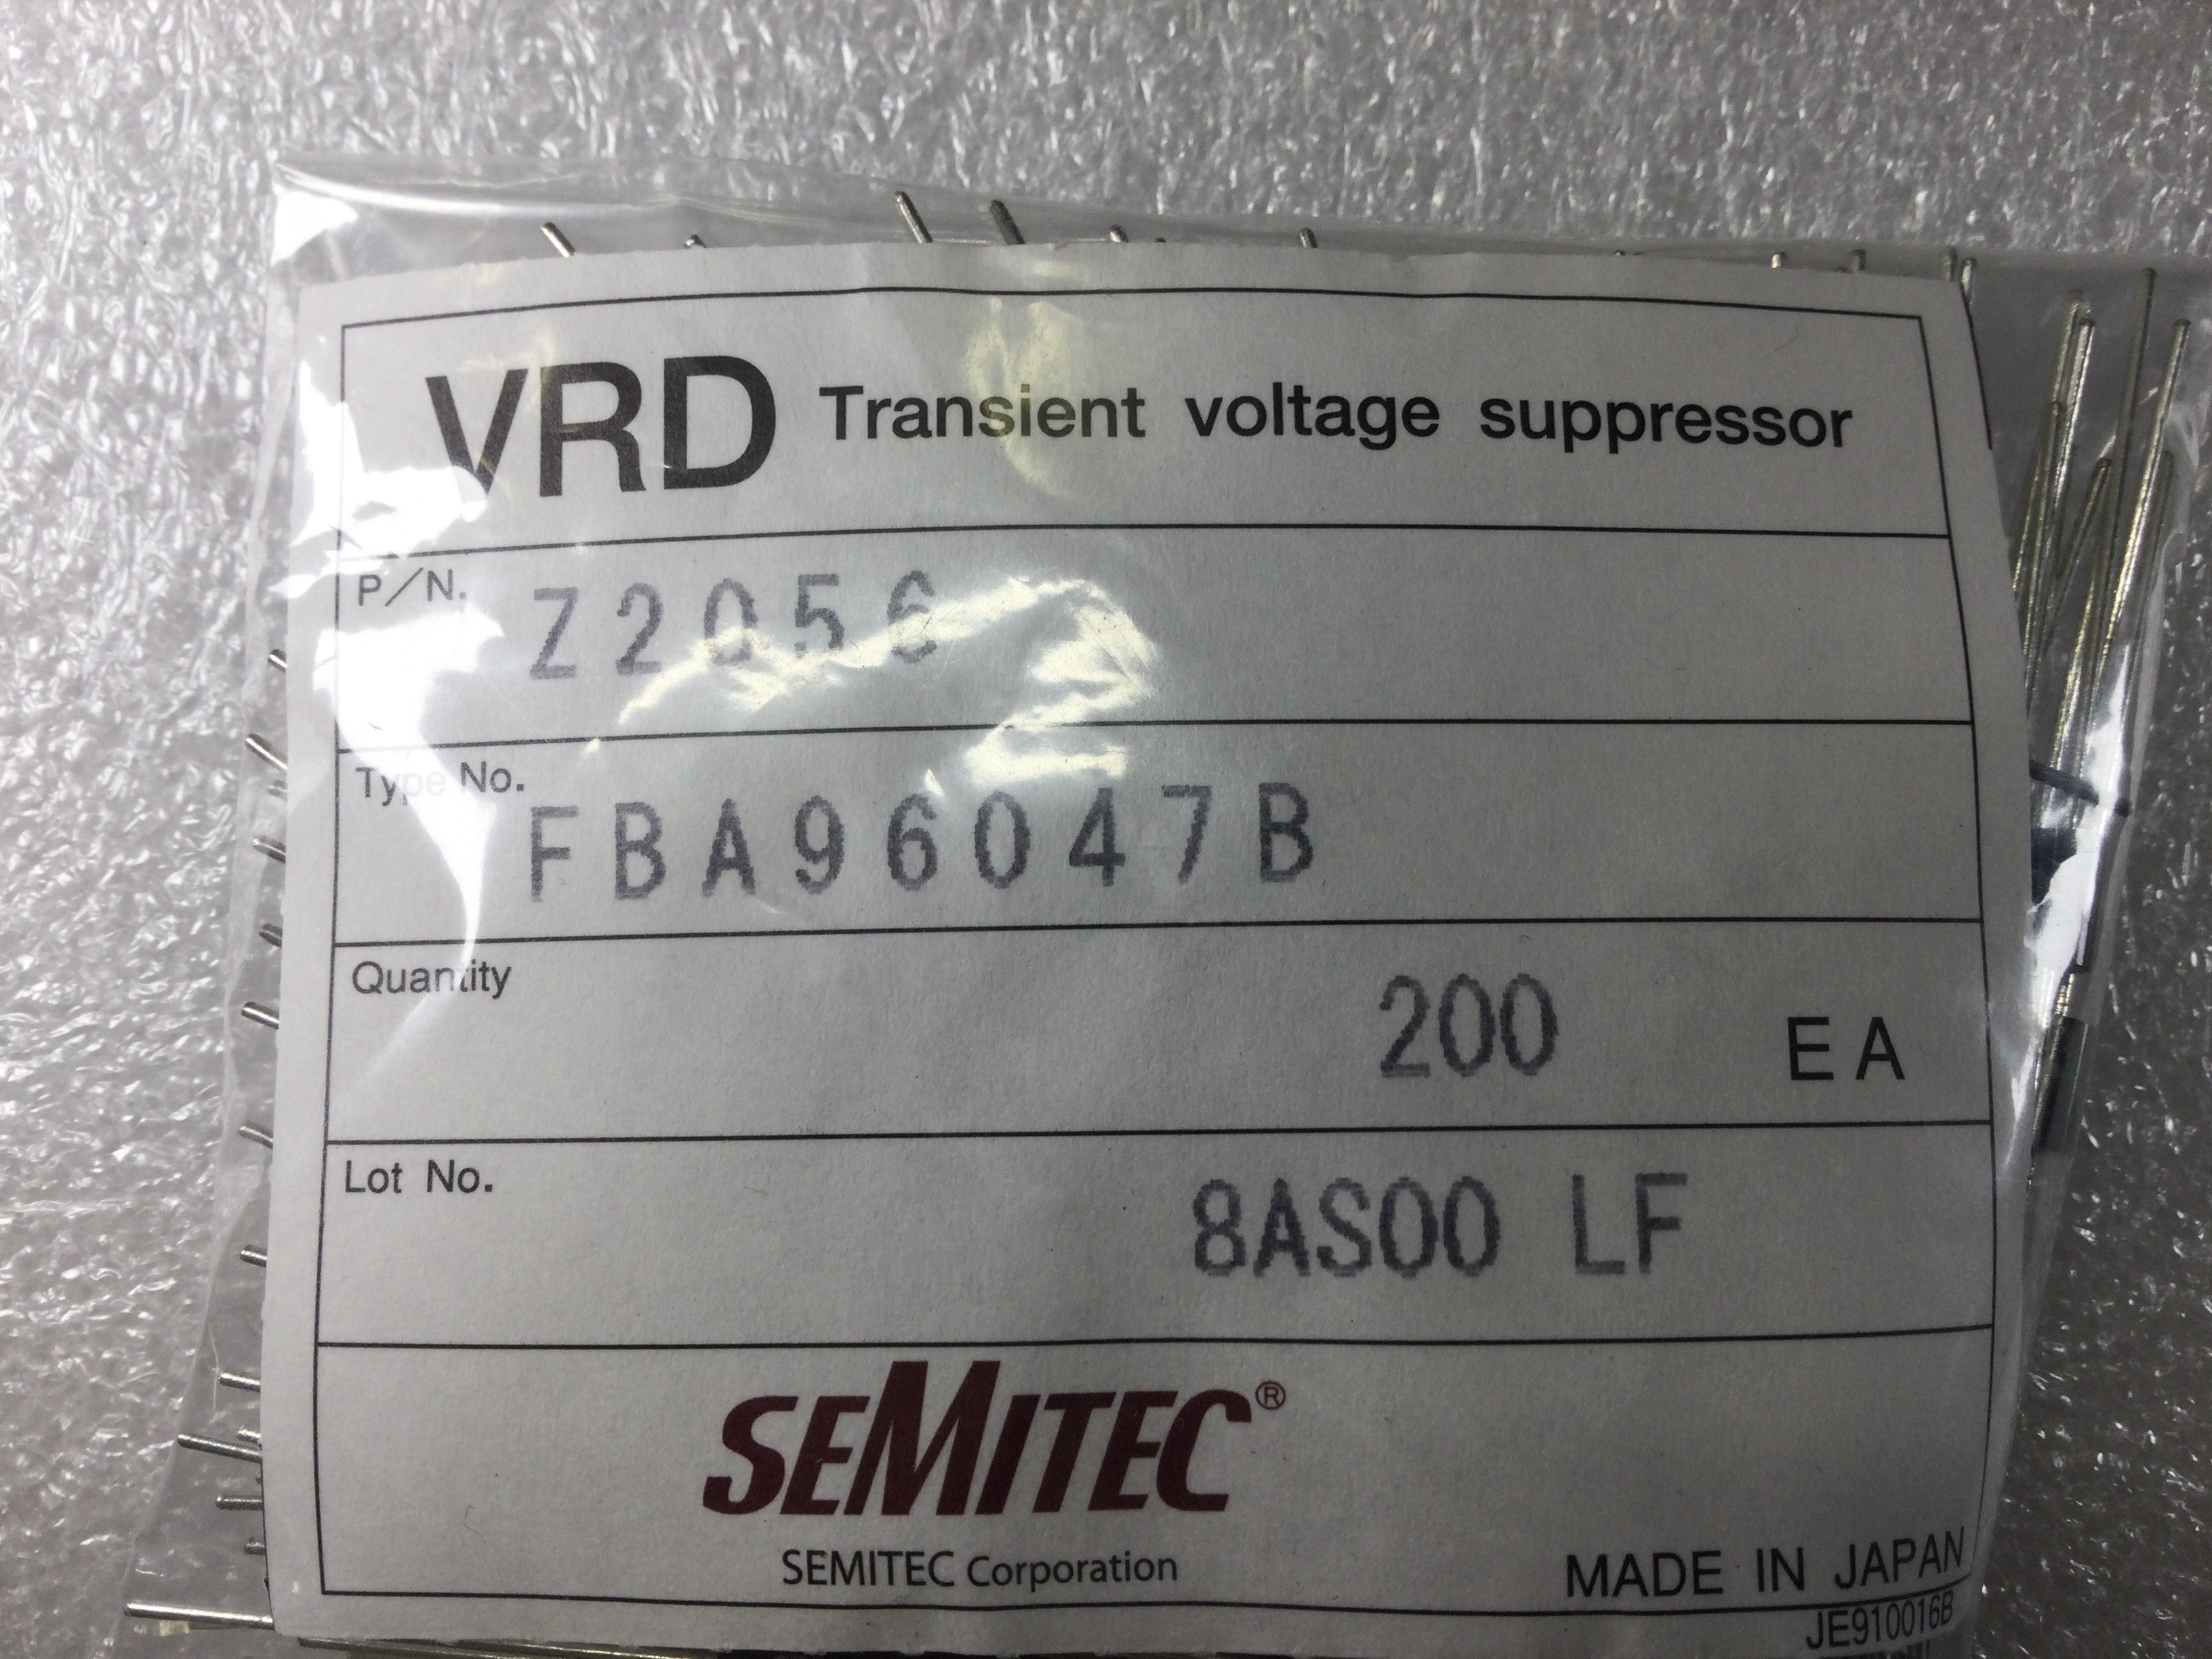 VRD Transient voltage suppressor
P/N. Z2056
Type No. FBA96047B
Quantity 200 EA
Lot No. 8AS00 LF
SEMITEC®
SEMITEC Corporation
MADE IN JAPAN
JE910016B